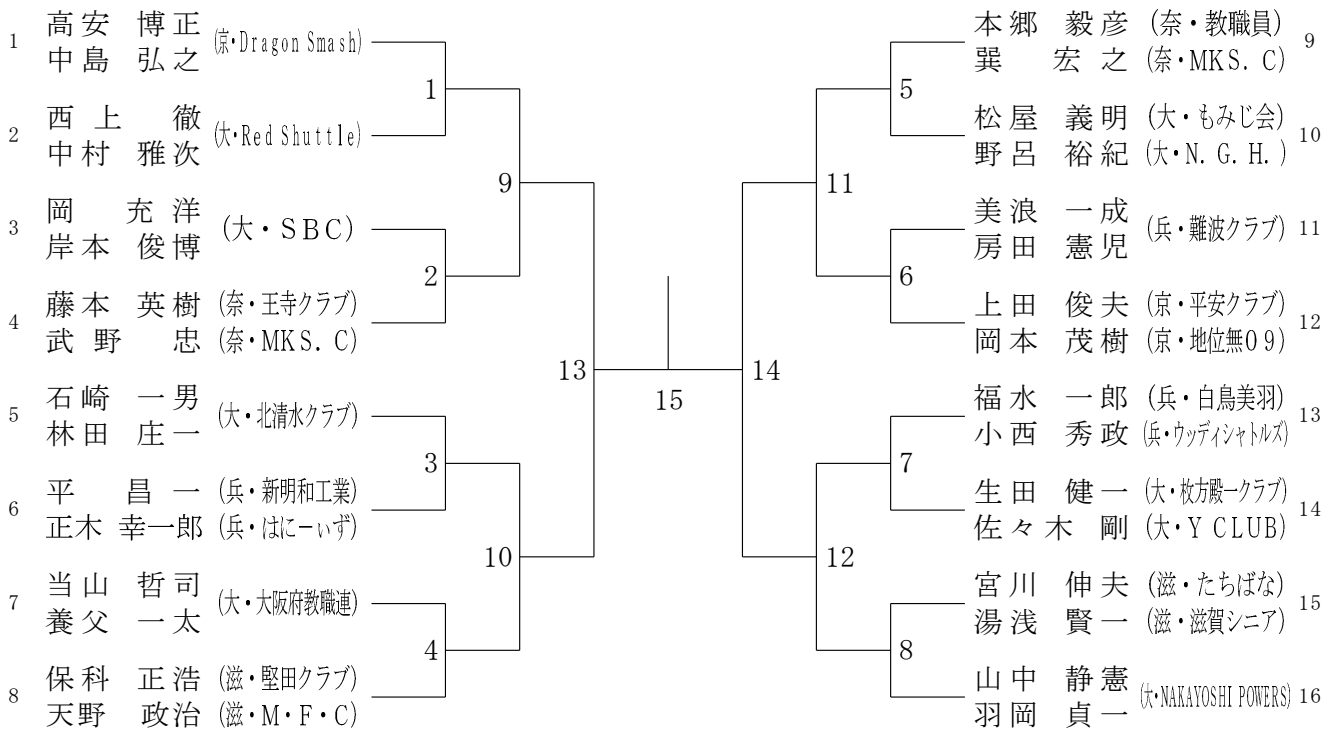 1 高安 博正 (京・Dragon Smash)
中島 弘之
1
2 西上 徹 (大・Red Shuttle)
中村 雅次
9
3 岡 充洋 (大・SBC)
岸本 俊博
2
4 藤本 英樹 (奈・王寺クラブ)
武野 忠 (奈・MKS.C)
13
5 石崎 一男 (大・北清水クラブ)
林田 庄一
3
6 平 昌一 (兵・新明和工業)
正木 幸一郎 (兵・はにーぃず)
10
7 当山 哲司 (大・大阪府教職連)
養父 一太
4
8 保科 正浩 (滋・堅田クラブ)
天野 政治 (滋・M・F・C)
15
本郷 毅彦 (奈・教職員) 9
巽 宏之 (奈・MKS.C)
5
松屋 義明 (大・もみじ会) 10
野呂 裕紀 (大・N.G.H.)
11
美浪 一成 (兵・難波クラブ) 11
房田 憲児
6
上田 俊夫 (京・平安クラブ) 12
岡本 茂樹 (京・地位無09)
14
福水 一郎 (兵・白鳥美羽) 13
小西 秀政 (兵・ウッディシャトルズ)
7
生田 健一 (大・枚方殿一クラブ) 14
佐々木 剛 (大・Y CLUB)
12
宮川 伸夫 (滋・たちばな) 15
湯浅 賢一 (滋・滋賀シニア)
8
山中 静憲 (大・NAKAYOSHI POWERS) 16
羽岡 貞一